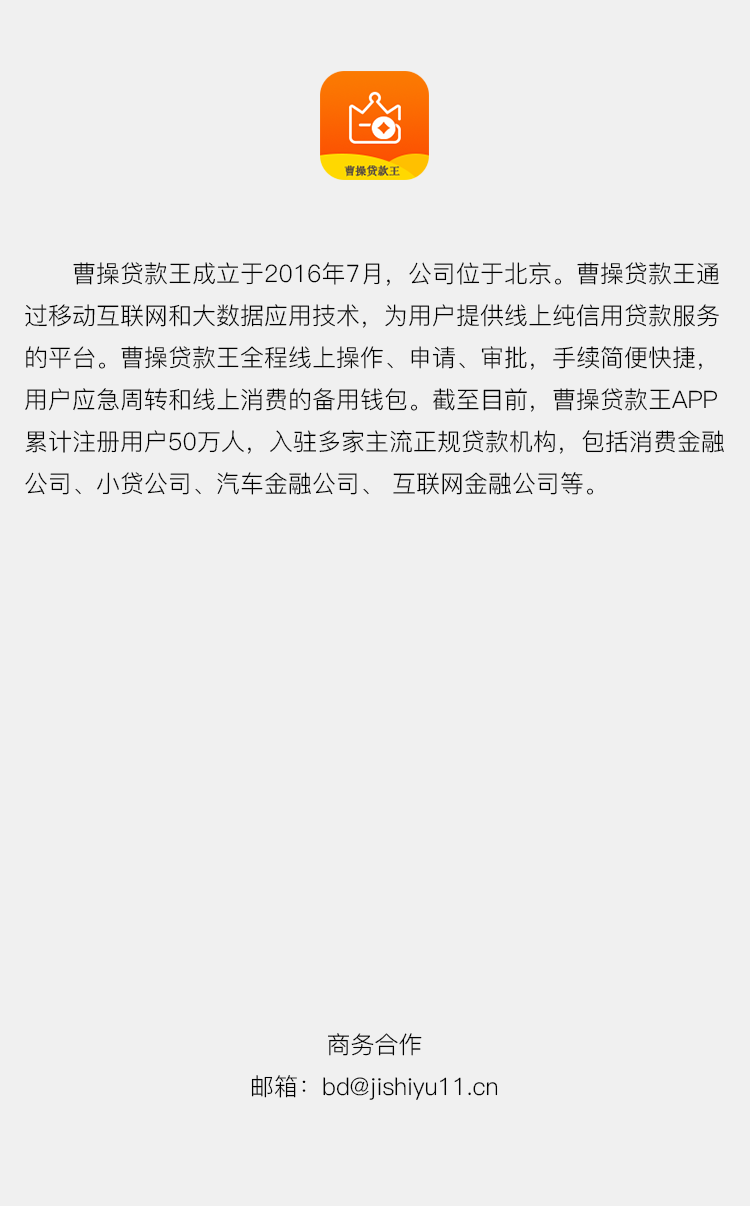 曹操贷款王
曹操贷款王成立于2016年7月，公司位于北京。曹操贷款王通
过移动互联网和大数据应用技术，为用户提供线上纯信用贷款服务
的平台。曹操贷款王全程线上操作、申请、审批，手续简便快捷，
用户应急周转和线上消费的备用钱包。截至目前，曹操贷款王APP
累计注册用户50万人，入驻多家主流正规贷款机构，包括消费金融
公司、小贷公司、汽车金融公司、 互联网金融公司等。
商务合作
邮箱：bd@jishiyu11.cn